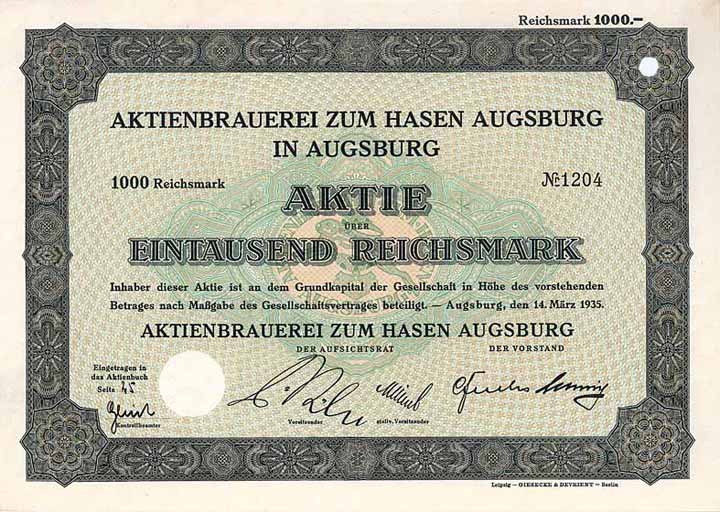 Reichsmark 1000.—
AKTIENBRAUEREI ZUM HASEN AUGSBURG
IN AUGSBURG
1000 Reichsmark
№ 1204
AKTIE
ÜBER
EINTAUSEND REICHSMARK
Inhaber dieser Aktie ist an dem Grundkapital der Gesellschaft in Höhe des vorstehenden
Betrages nach Maßgabe des Gesellschaftsvertrages beteiligt. — Augsburg, den 14. März 1935.
AKTIENBRAUEREI ZUM HASEN AUGSBURG
DER AUFSICHTSRAT DER VORSTAND
Eingetragen in
das Aktienbuch
Seite 45
Kontrollbeamter
Vorsitzender stellv. Vorsitzender
Leipzig — GIESECKE & DEVRIENT — Berlin